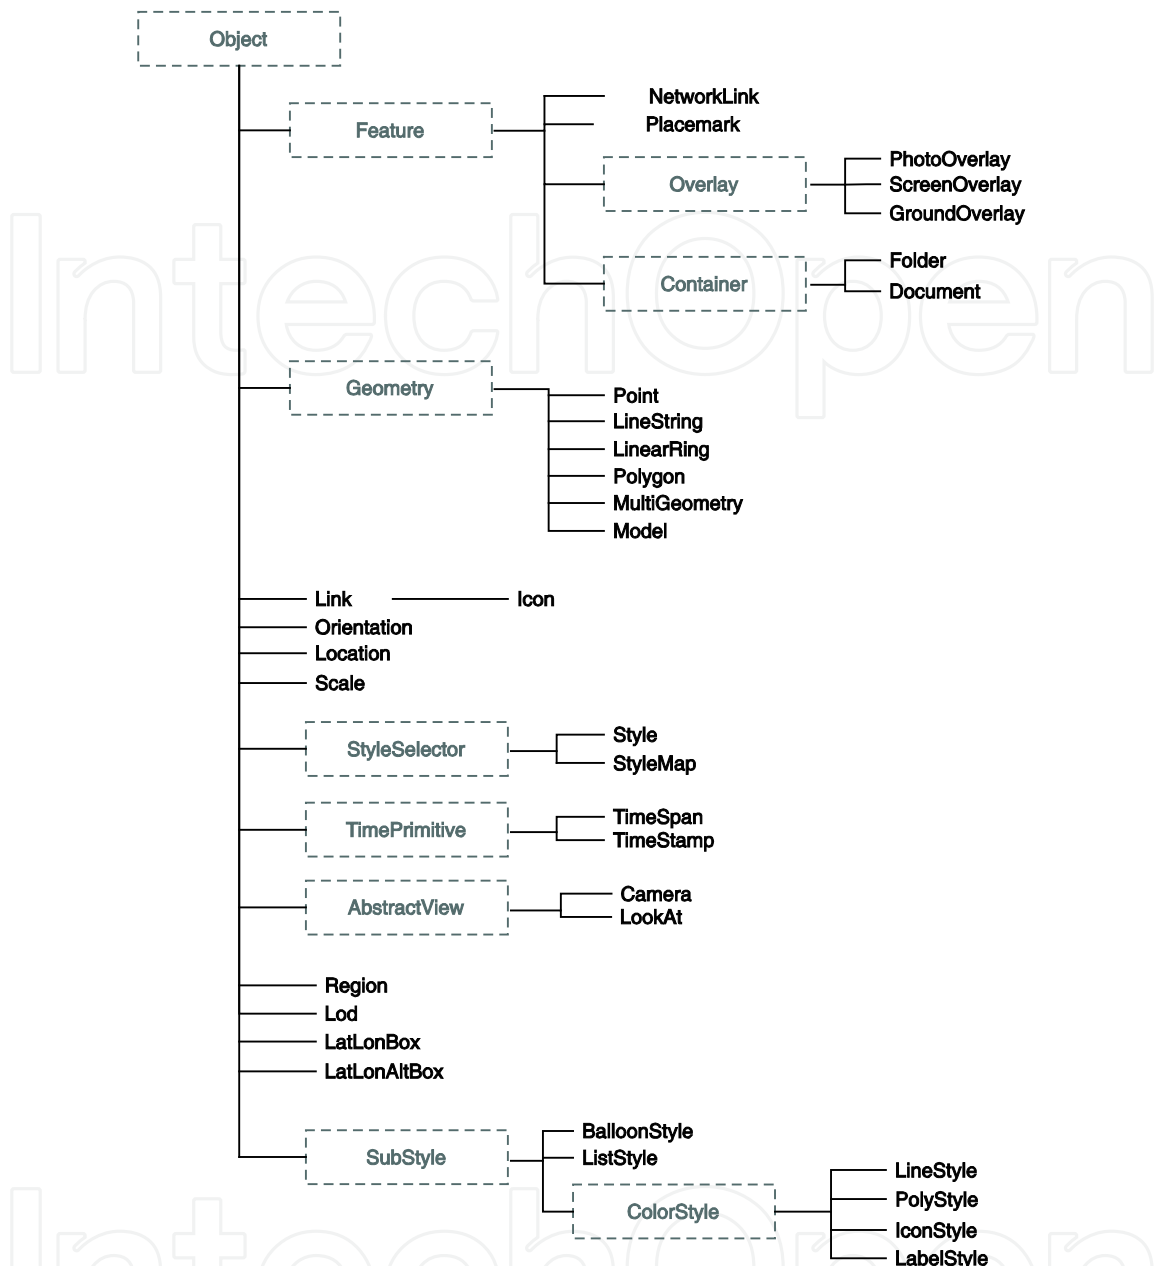 Object
Feature
NetworkLink
Placemark
Overlay
PhotoOverlay
ScreenOverlay
GroundOverlay
Container
Folder
Document
Geometry
Point
LineString
LinearRing
Polygon
MultiGeometry
Model
Link
Icon
Orientation
Location
Scale
StyleSelector
Style
StyleMap
TimePrimitive
TimeSpan
TimeStamp
AbstractView
Camera
LookAt
Region
Lod
LatLonBox
LatLonAltBox
SubStyle
BalloonStyle
ListStyle
ColorStyle
LineStyle
PolyStyle
IconStyle
LabelStyle
IntechOpen
IntechOpen